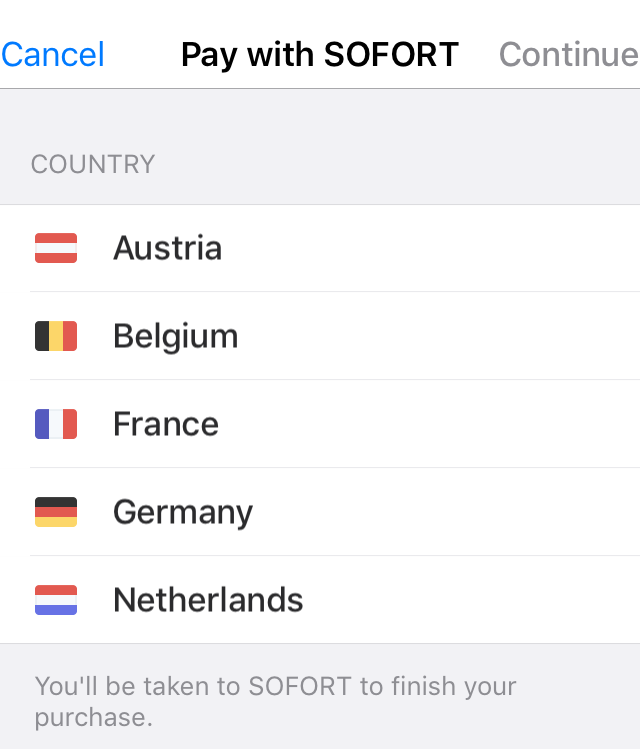 Cancel Pay with SOFORT Continue
COUNTRY
Austria
Belgium
France
Germany
Netherlands
You'll be taken to SOFORT to finish your
purchase.